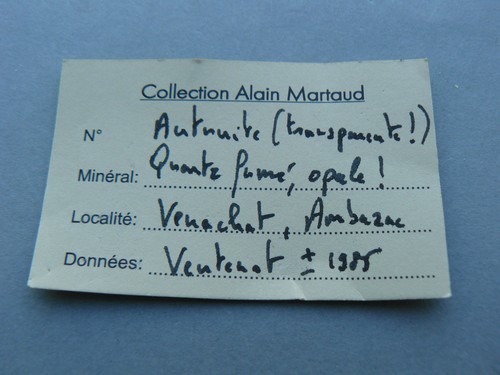 Collection Alain Martaud
N° Autunite (transparente!)
Minéral: Quartz fumé, opale!
Localité: Venachat, Ambazac
Données: Ventenat ± 1985